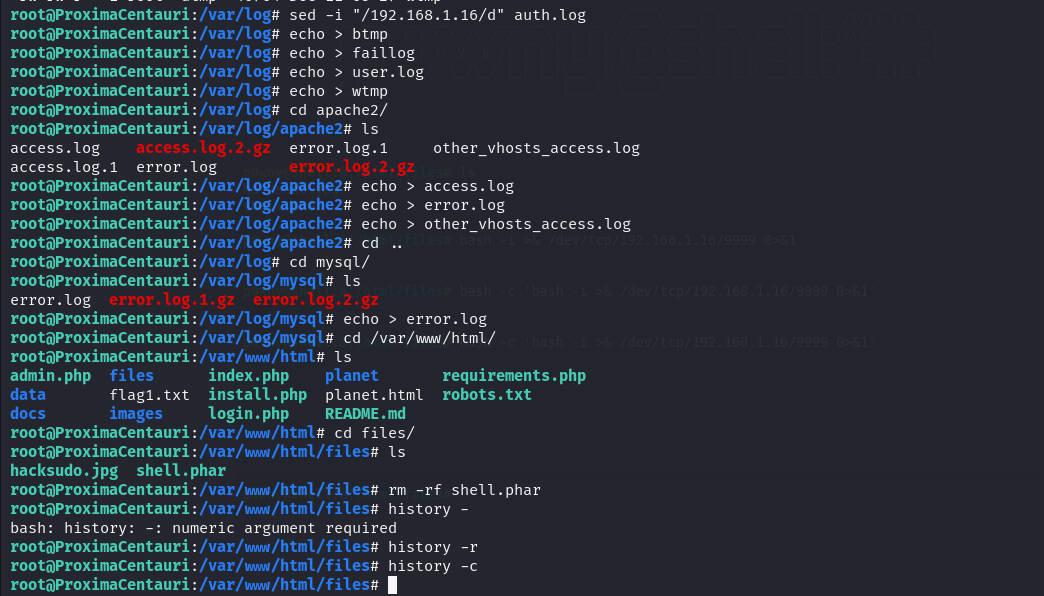 root@ProximaCentauri:/var/log# sed -i "/192.168.1.16/d" auth.log
root@ProximaCentauri:/var/log# echo > btmp
root@ProximaCentauri:/var/log# echo > faillog
root@ProximaCentauri:/var/log# echo > user.log
root@ProximaCentauri:/var/log# echo > wtmp
root@ProximaCentauri:/var/log# cd apache2/
root@ProximaCentauri:/var/log/apache2# ls
access.log    access.log.2.gz  error.log.1     other_vhosts_access.log
access.log.1  error.log        error.log.2.gz
root@ProximaCentauri:/var/log/apache2# echo > access.log
root@ProximaCentauri:/var/log/apache2# echo > error.log
root@ProximaCentauri:/var/log/apache2# echo > other_vhosts_access.log
root@ProximaCentauri:/var/log/apache2# cd ..
root@ProximaCentauri:/var/log# cd mysql/
root@ProximaCentauri:/var/log/mysql# ls
error.log  error.log.1.gz  error.log.2.gz
root@ProximaCentauri:/var/log/mysql# echo > error.log
root@ProximaCentauri:/var/log/mysql# cd /var/www/html/
root@ProximaCentauri:/var/www/html# ls
admin.php  files      index.php    planet       requirements.php
data       flag1.txt  install.php  planet.html  robots.txt
docs       images     login.php    README.md
root@ProximaCentauri:/var/www/html# cd files/
root@ProximaCentauri:/var/www/html/files# ls
hacksudo.jpg  shell.phar
root@ProximaCentauri:/var/www/html/files# rm -rf shell.phar
root@ProximaCentauri:/var/www/html/files# history -
bash: history: -: numeric argument required
root@ProximaCentauri:/var/www/html/files# history -r
root@ProximaCentauri:/var/www/html/files# history -c
root@ProximaCentauri:/var/www/html/files#